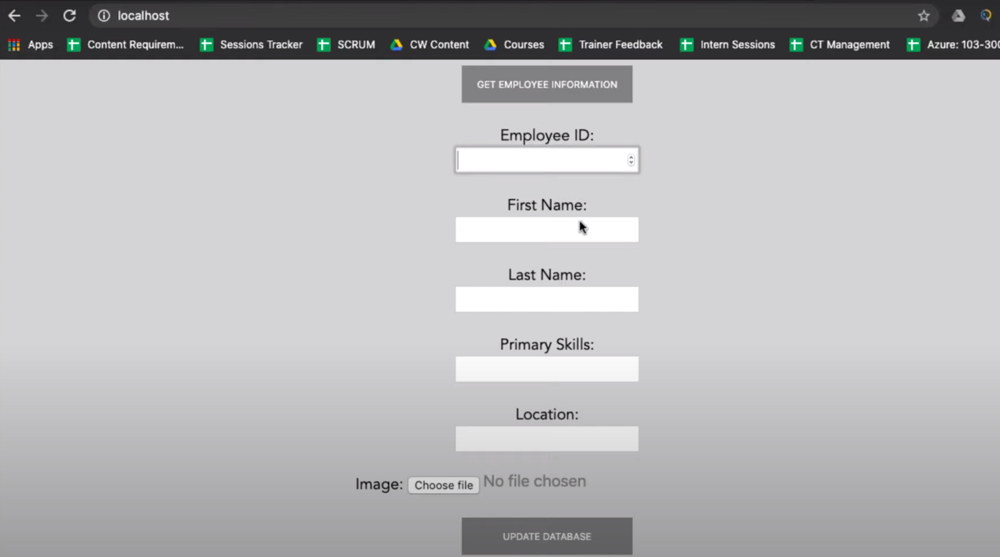 localhost
Apps Content Requirem... Sessions Tracker SCRUM CW Content Courses Trainer Feedback Intern Sessions CT Management Azure: 103-300
GET EMPLOYEE INFORMATION
Employee ID:
First Name:
Last Name:
Primary Skills:
Location:
Image: Choose file No file chosen
UPDATE DATABASE